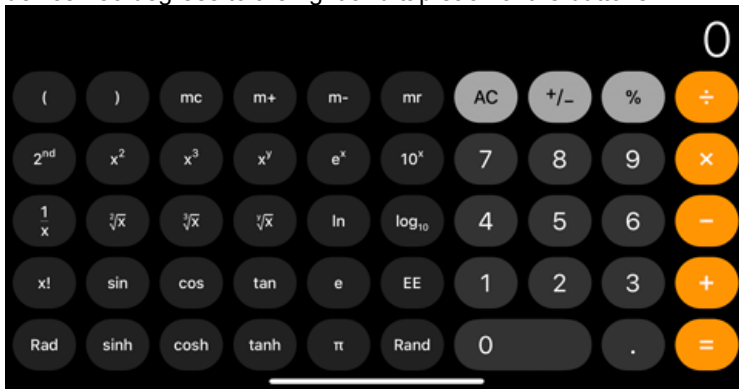 0
( ) mc m+ m- mr AC +/- % ÷
2nd x² x³ xʸ eˣ 10ˣ 7 8 9 ×
1/x ²√x ³√x ʸ√x ln log₁₀ 4 5 6 −
x! sin cos tan e EE 1 2 3 +
Rad sinh cosh tanh π Rand 0 . =